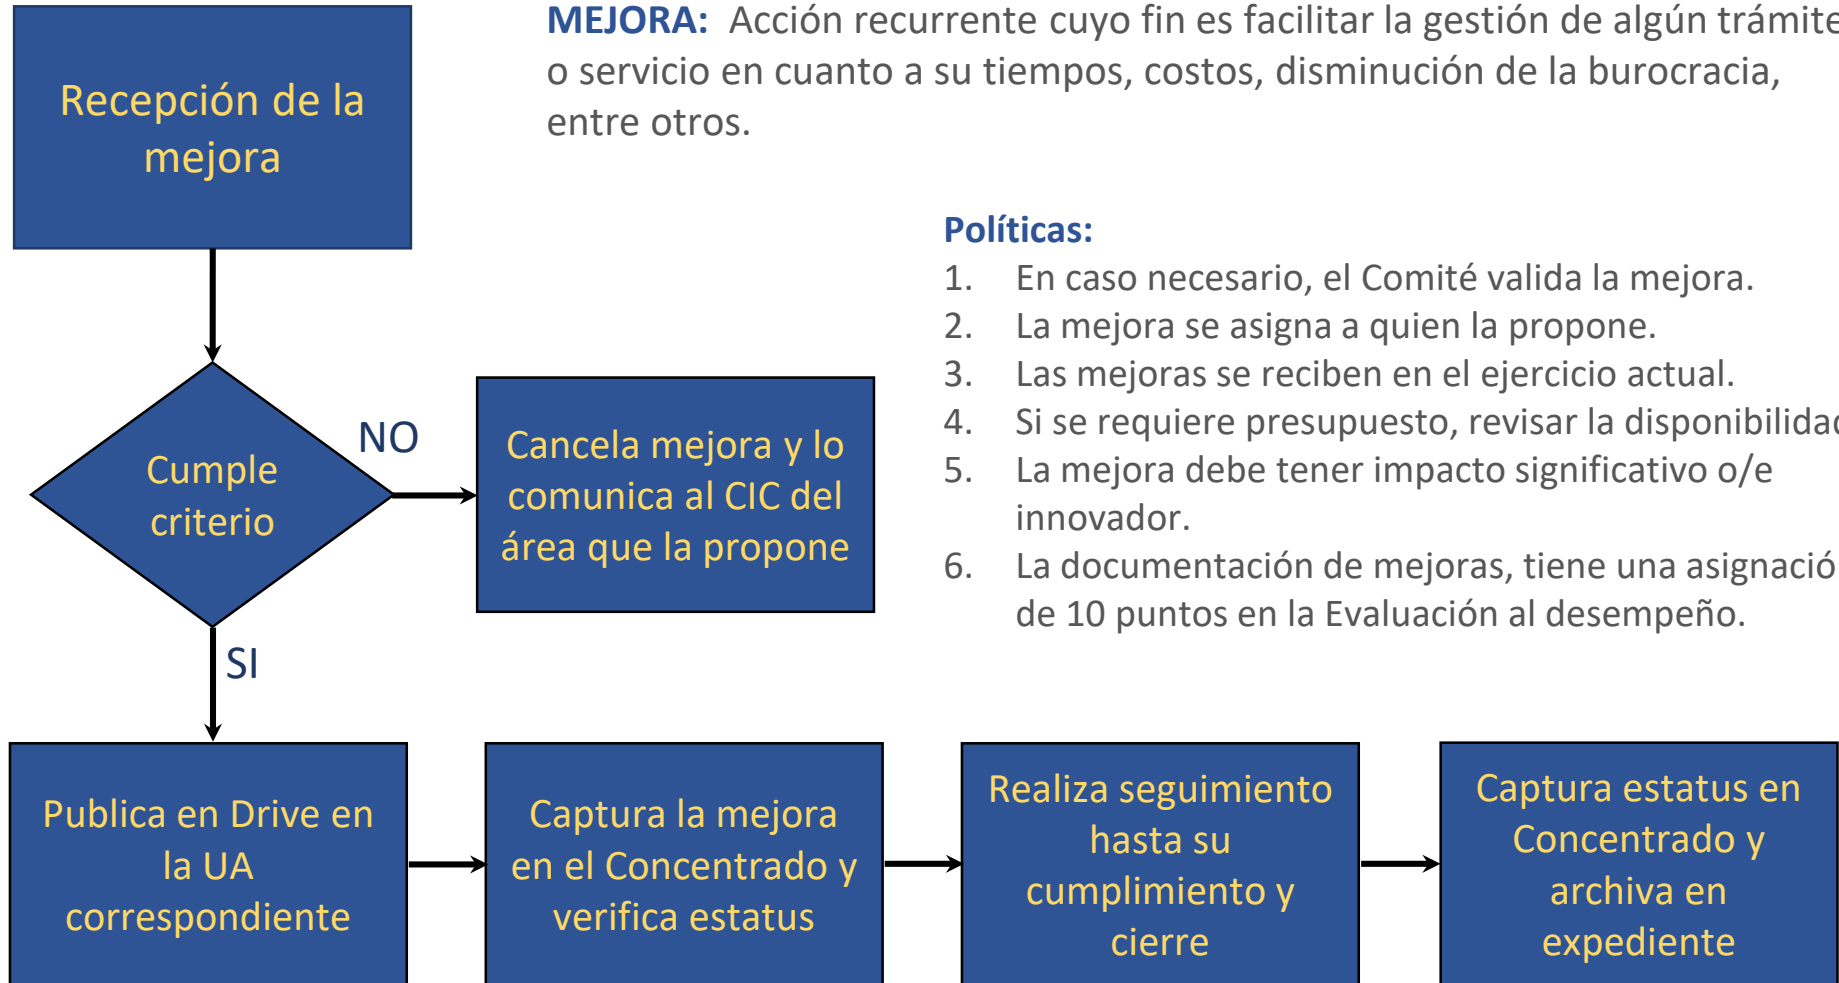 MEJORA: Acción recurrente cuyo fin es facilitar la gestión de algún trámite
o servicio en cuanto a su tiempos, costos, disminución de la burocracia,
entre otros.
Recepción de la
mejora
Políticas:
1. En caso necesario, el Comité valida la mejora.
2. La mejora se asigna a quien la propone.
3. Las mejoras se reciben en el ejercicio actual.
4. Si se requiere presupuesto, revisar la disponibilidad
5. La mejora debe tener impacto significativo o/e
innovador.
6. La documentación de mejoras, tiene una asignació
de 10 puntos en la Evaluación al desempeño.
Cumple
criterio
NO
Cancela mejora y lo
comunica al CIC del
área que la propone
SI
Publica en Drive en
la UA
correspondiente
Captura la mejora
en el Concentrado y
verifica estatus
Realiza seguimiento
hasta su
cumplimiento y
cierre
Captura estatus en
Concentrado y
archiva en
expediente